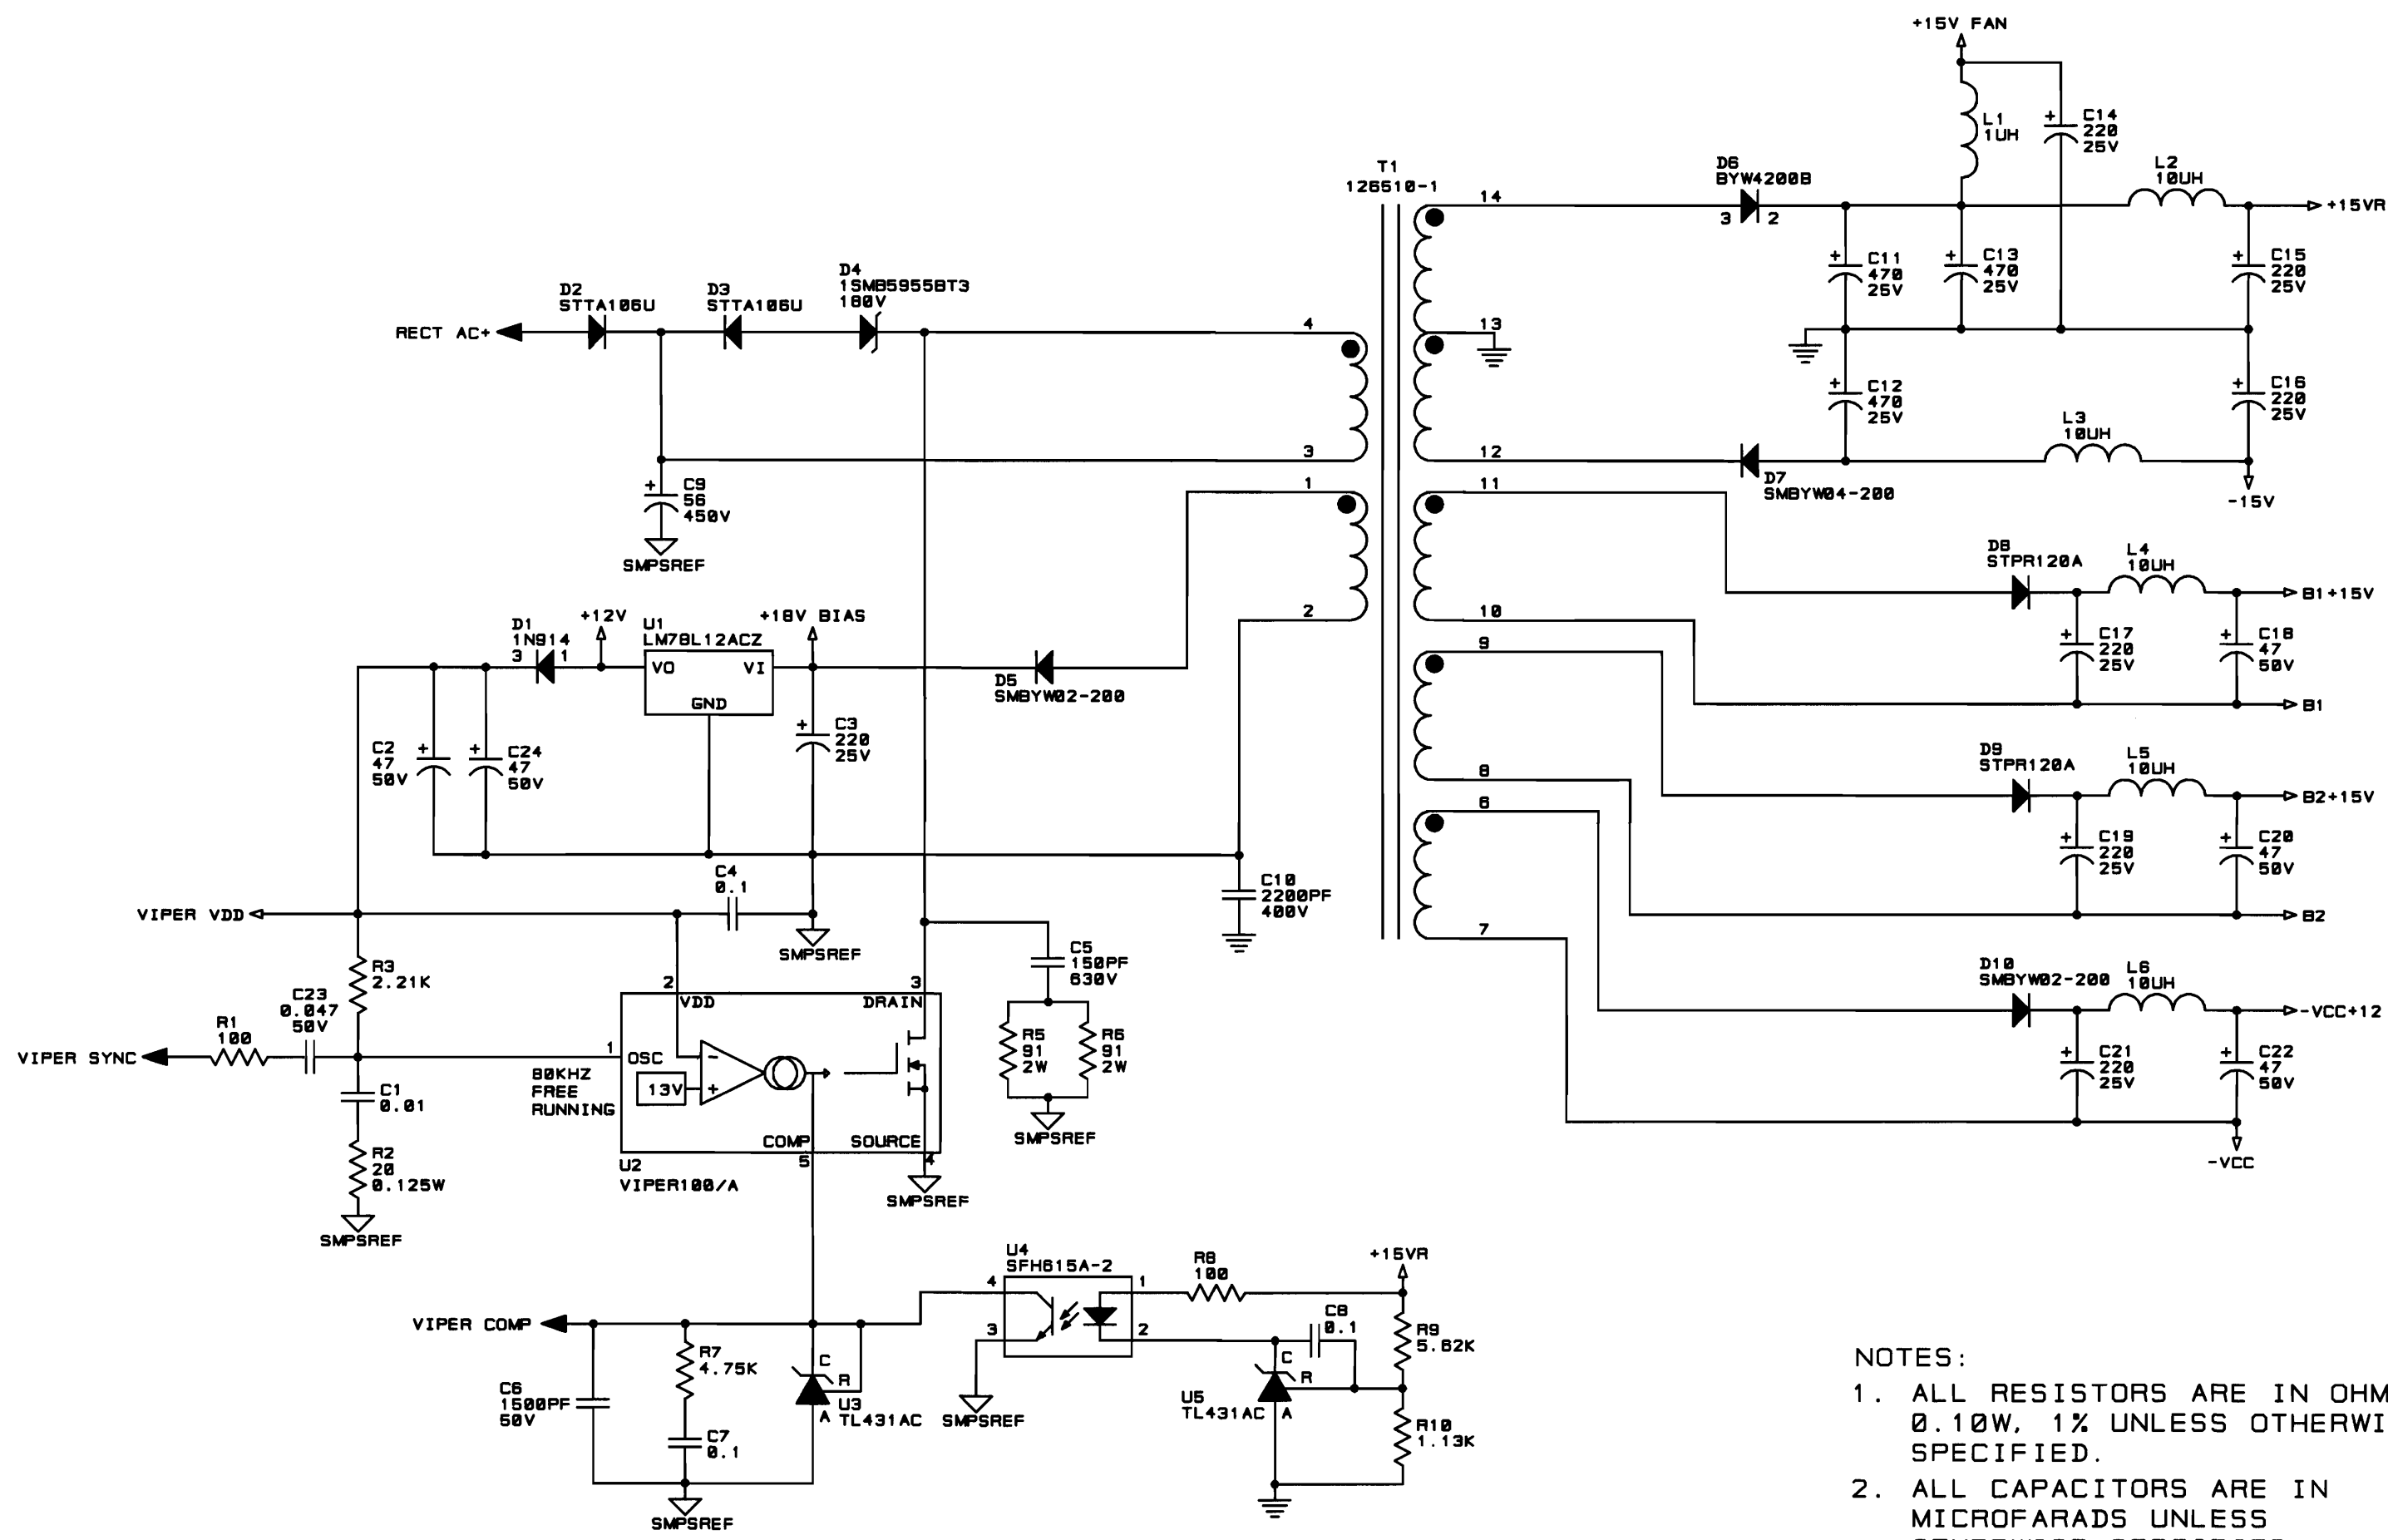 +15V FAN
L1
1UH
C14
220
25V
T1
126510-1
D6
BYW4200B
3
2
L2
10UH
+15VR
14
13
12
11
10
9
8
6
7
C11
470
25V
C13
470
25V
C15
220
25V
C12
470
25V
C16
220
25V
L3
10UH
D7
SMBYW04-200
-15V
RECT AC+
D2
STTA106U
D3
STTA106U
D4
1SMB5955BT3
180V
4
3
1
2
C9
56
450V
SMPSREF
D1
1N914
3
1
+12V
U1
LM78L12ACZ
VO
VI
GND
+18V BIAS
D5
SMBYW02-200
C2
47
50V
C24
47
50V
C3
220
25V
C4
0.1
SMPSREF
C10
2200PF
400V
D8
STPR120A
L4
10UH
B1+15V
C17
220
25V
C18
47
50V
B1
D9
STPR120A
L5
10UH
B2+15V
C19
220
25V
C20
47
50V
B2
D10
SMBYW02-200
L6
10UH
-VCC+12
C21
220
25V
C22
47
50V
-VCC
VIPER VDD
R3
2.21K
C23
0.047
50V
R1
100
VIPER SYNC
C1
0.01
R2
20
0.125W
SMPSREF
1
OSC
80KHZ
FREE
RUNNING
2
VDD
3
DRAIN
13V
-
+
COMP
5
SOURCE
4
U2
VIPER100/A
SMPSREF
C5
150PF
630V
R5
91
2W
R6
91
2W
SMPSREF
VIPER COMP
C6
1500PF
50V
R7
4.75K
C7
0.1
C
R
A
U3
TL431AC
SMPSREF
U4
SFH615A-2
4
3
1
2
SMPSREF
R8
100
+15VR
C8
0.1
R9
5.62K
C
R
A
U5
TL431AC
R10
1.13K
NOTES:
1. ALL RESISTORS ARE IN OHM
0.10W, 1% UNLESS OTHERWI
SPECIFIED.
2. ALL CAPACITORS ARE IN
MICROFARADS UNLESS